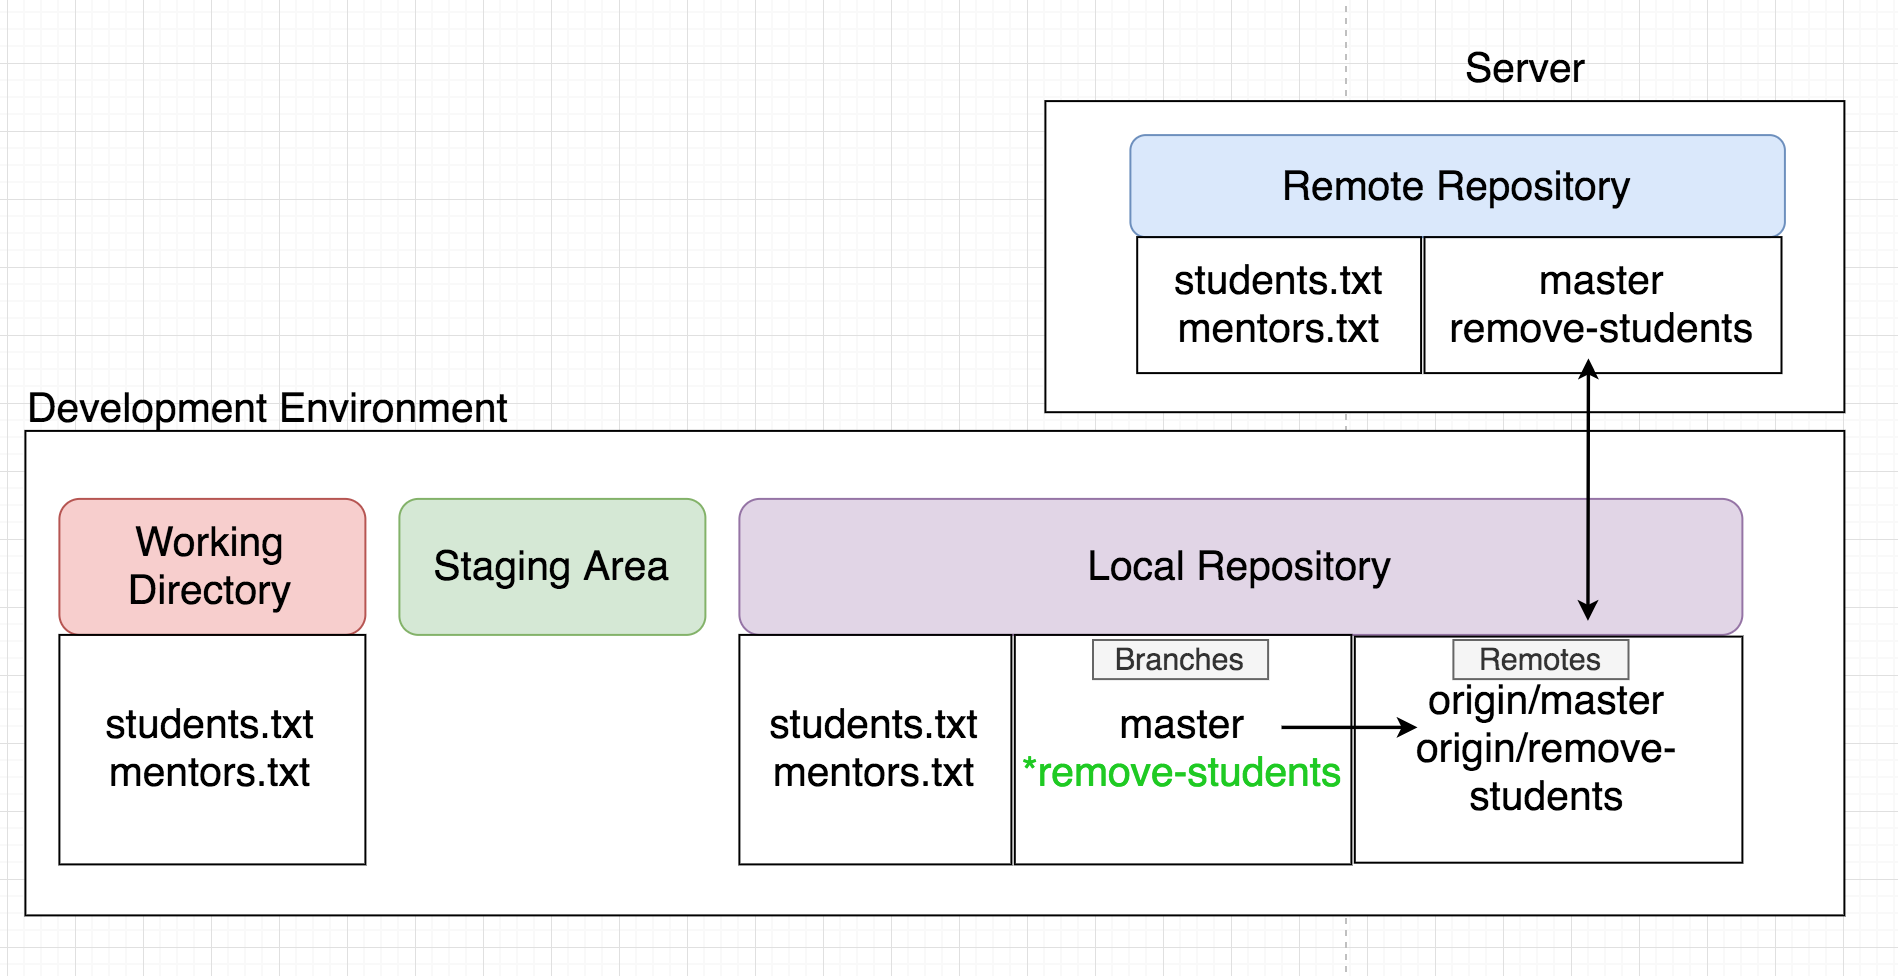 Server
Remote Repository
students.txt
mentors.txt
master
remove-students
Development Environment
Working
Directory
Staging Area
Local Repository
students.txt
mentors.txt
students.txt
mentors.txt
Branches
master
*remove-students
Remotes
origin/master
origin/remove-
students